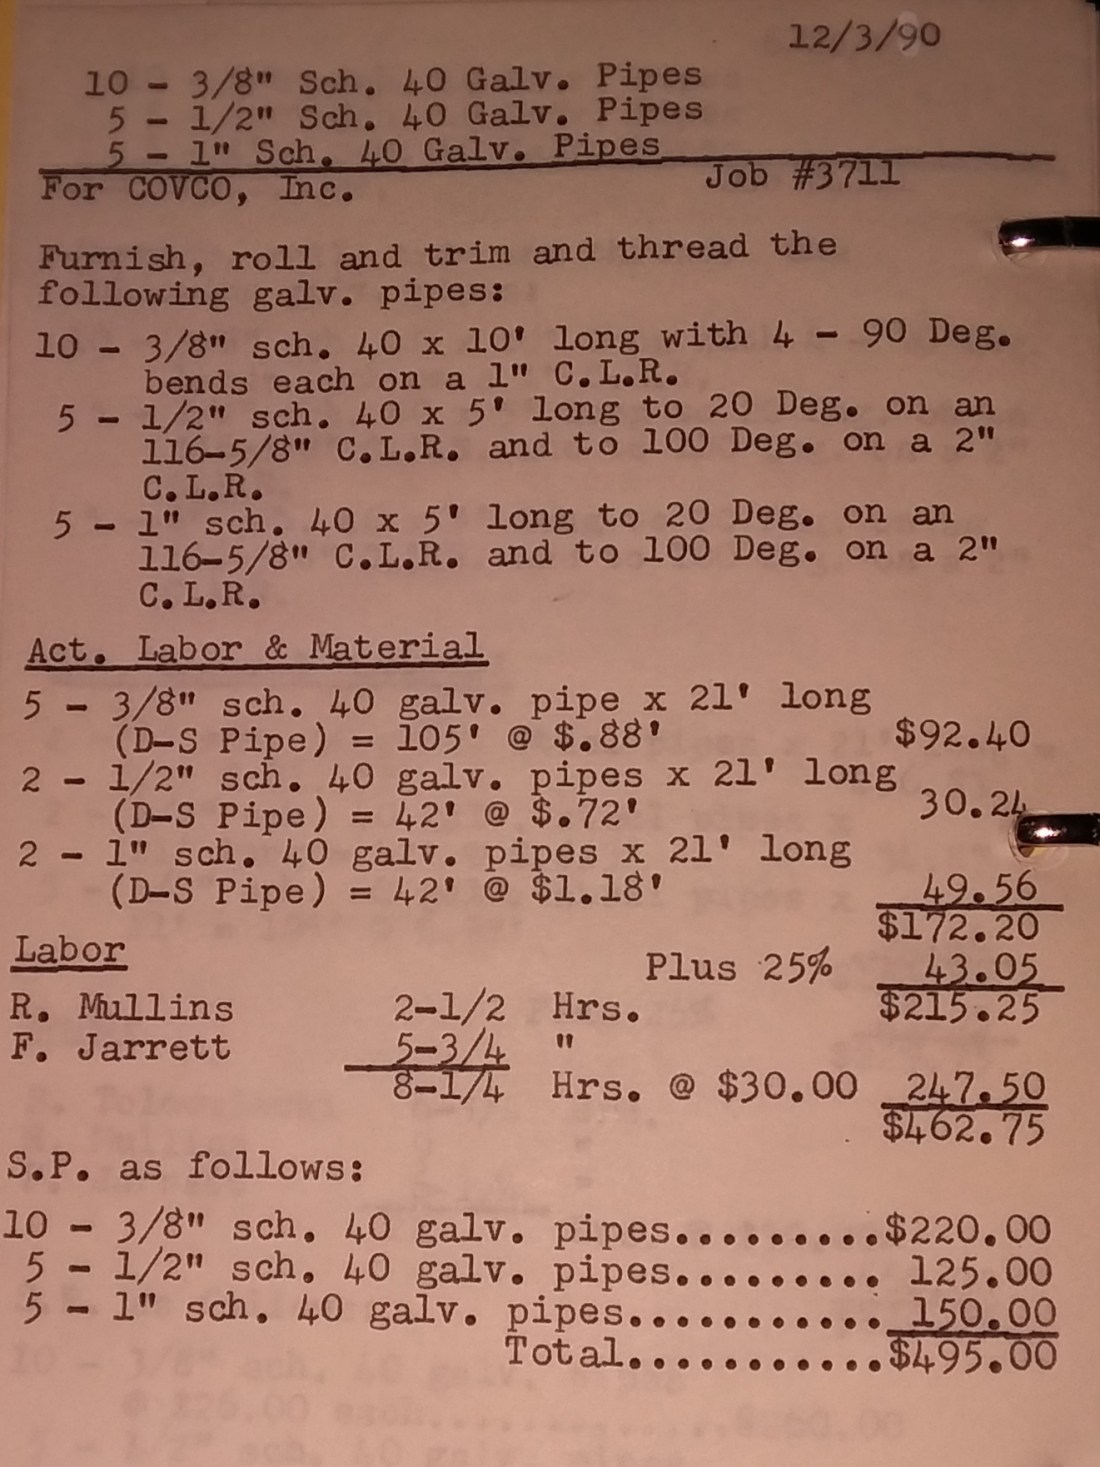 12/3/90
10 - 3/8" Sch. 40 Galv. Pipes
5 - 1/2" Sch. 40 Galv. Pipes
5 - 1" Sch. 40 Galv. Pipes
For COVCO, Inc. Job #3711
Furnish, roll and trim and thread the
following galv. pipes:
10 - 3/8" sch. 40 x 10' long with 4 - 90 Deg.
bends each on a 1" C.L.R.
5 - 1/2" sch. 40 x 5' long to 20 Deg. on an
116-5/8" C.L.R. and to 100 Deg. on a 2"
C.L.R.
5 - 1" sch. 40 x 5' long to 20 Deg. on an
116-5/8" C.L.R. and to 100 Deg. on a 2"
C.L.R.
Act. Labor & Material
5 - 3/8" sch. 40 galv. pipe x 21' long
(D-S Pipe) = 105' @ $.88' $92.40
2 - 1/2" sch. 40 galv. pipes x 21' long
(D-S Pipe) = 42' @ $.72' 30.24
2 - 1" sch. 40 galv. pipes x 21' long
(D-S Pipe) = 42' @ $1.18' 49.56
$172.20
Labor
Plus 25% 43.05
R. Mullins 2-1/2 Hrs. $215.25
F. Jarrett 5-3/4 "
8-1/4 Hrs. @ $30.00 247.50
$462.75
S.P. as follows:
10 - 3/8" sch. 40 galv. pipes.........$220.00
5 - 1/2" sch. 40 galv. pipes......... 125.00
5 - 1" sch. 40 galv. pipes........... 150.00
Total...........$495.00